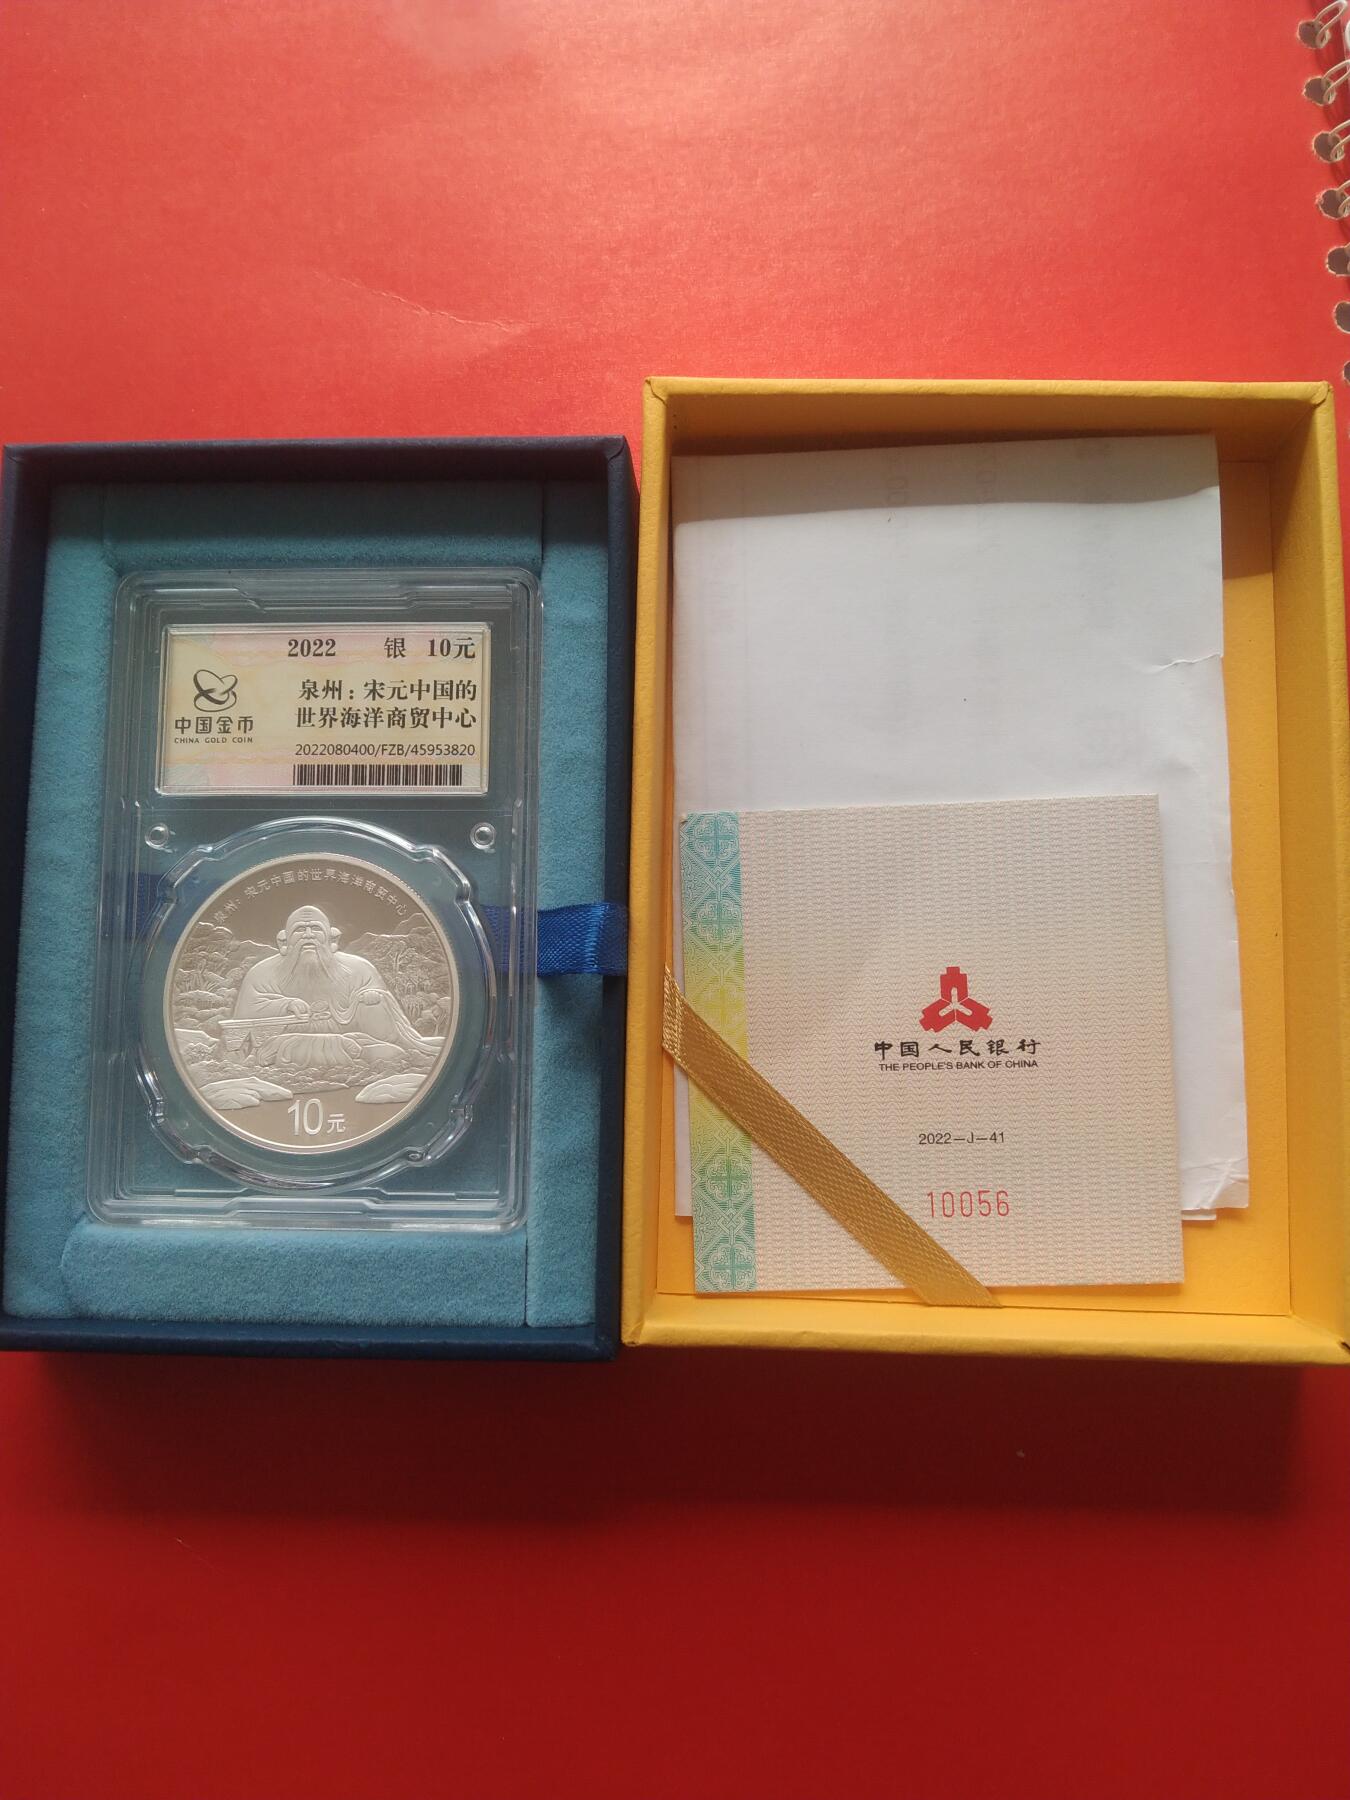 2022 银 10元
泉州：宋元中国的
世界海洋商贸中心
中国金币
CHINA GOLD COIN
2022080400/FZB/45953820
泉州：宋元中国的世界海洋商贸中心
10元
中国人民银行
THE PEOPLE'S BANK OF CHINA
2022-J-41
10056